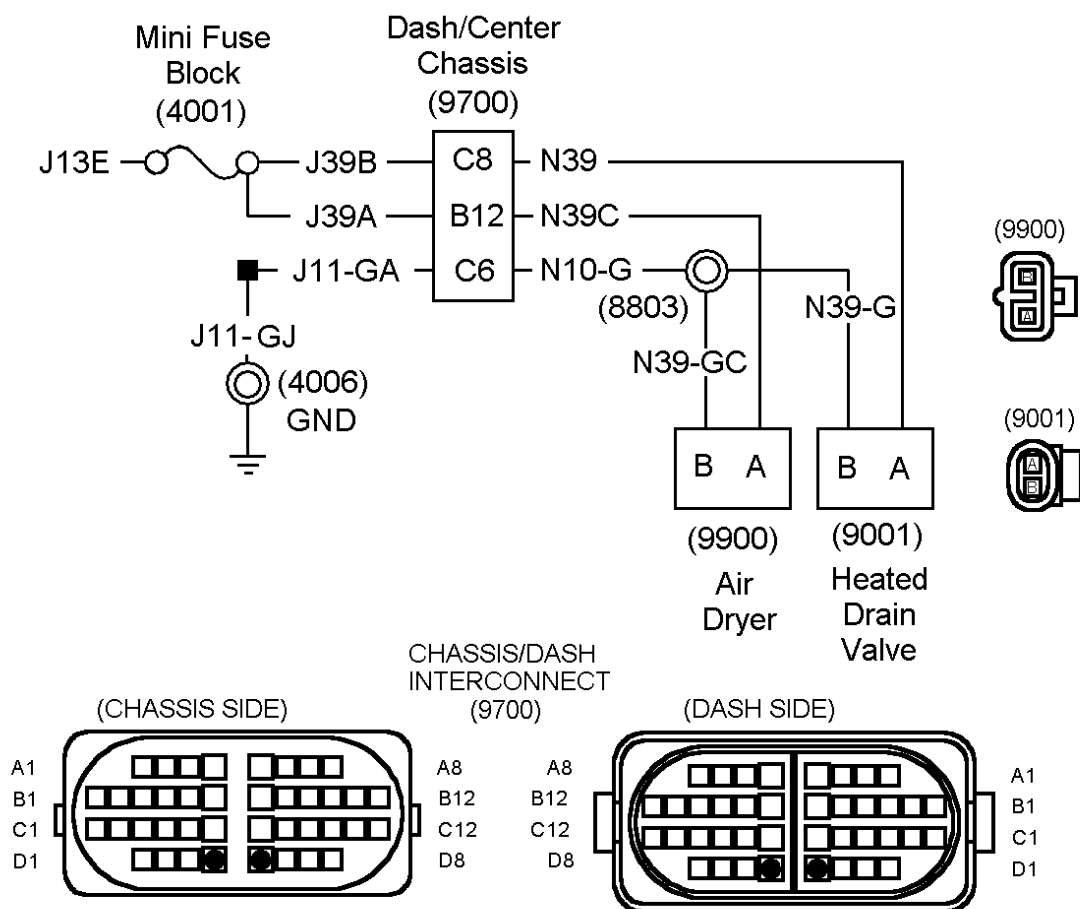 Mini Fuse
Block
(4001)
Dash/Center
Chassis
(9700)
J13E
J39B
C8
N39
J39A
B12
N39C
J11-GA
C6
N10-G
(8803)
N39-G
J11-GJ
N39-GC
(4006)
GND
B A
B A
(9900)
Air
Dryer
(9001)
Heated
Drain
Valve
(9900)
B
A
(9001)
A
B
CHASSIS/DASH
INTERCONNECT
(9700)
(CHASSIS SIDE)
A1
B1
C1
D1
A8
B12
C12
D8
(DASH SIDE)
A8
B12
C12
D8
A1
B1
C1
D1